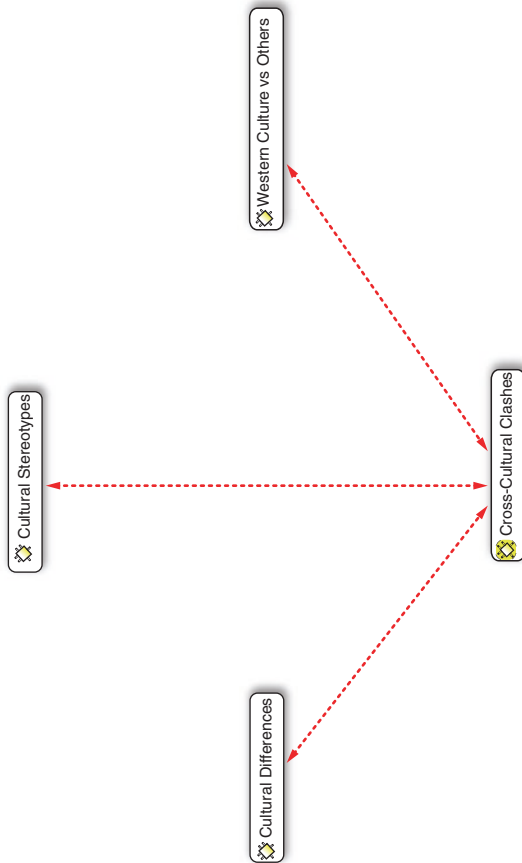 Cultural Stereotypes
Cultural Differences
Western Culture vs Others
Cross-Cultural Clashes